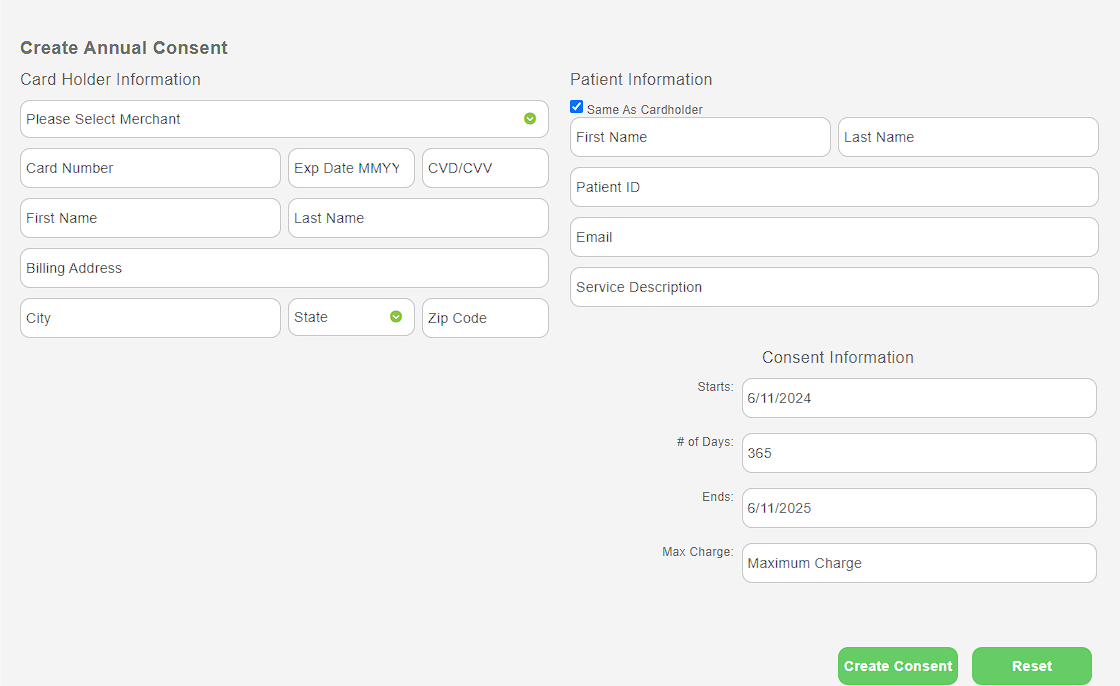 Create Annual Consent
Card Holder Information
Please Select Merchant
Card Number Exp Date MMYY CVD/CVV
First Name Last Name
Billing Address
City State Zip Code
Patient Information
Same As Cardholder
First Name Last Name
Patient ID
Email
Service Description
Consent Information
Starts: 6/11/2024
# of Days: 365
Ends: 6/11/2025
Max Charge: Maximum Charge
Create Consent Reset